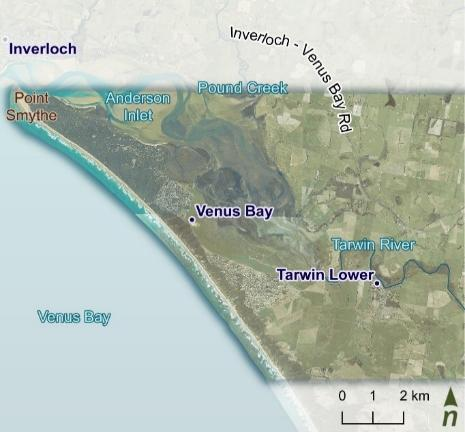 Inverloch
Inverloch - Venus Bay Rd
Pound Creek
Point
Smythe
Anderson
Inlet
Venus Bay
Tarwin River
Tarwin Lower
Venus Bay
0 1 2 km
n